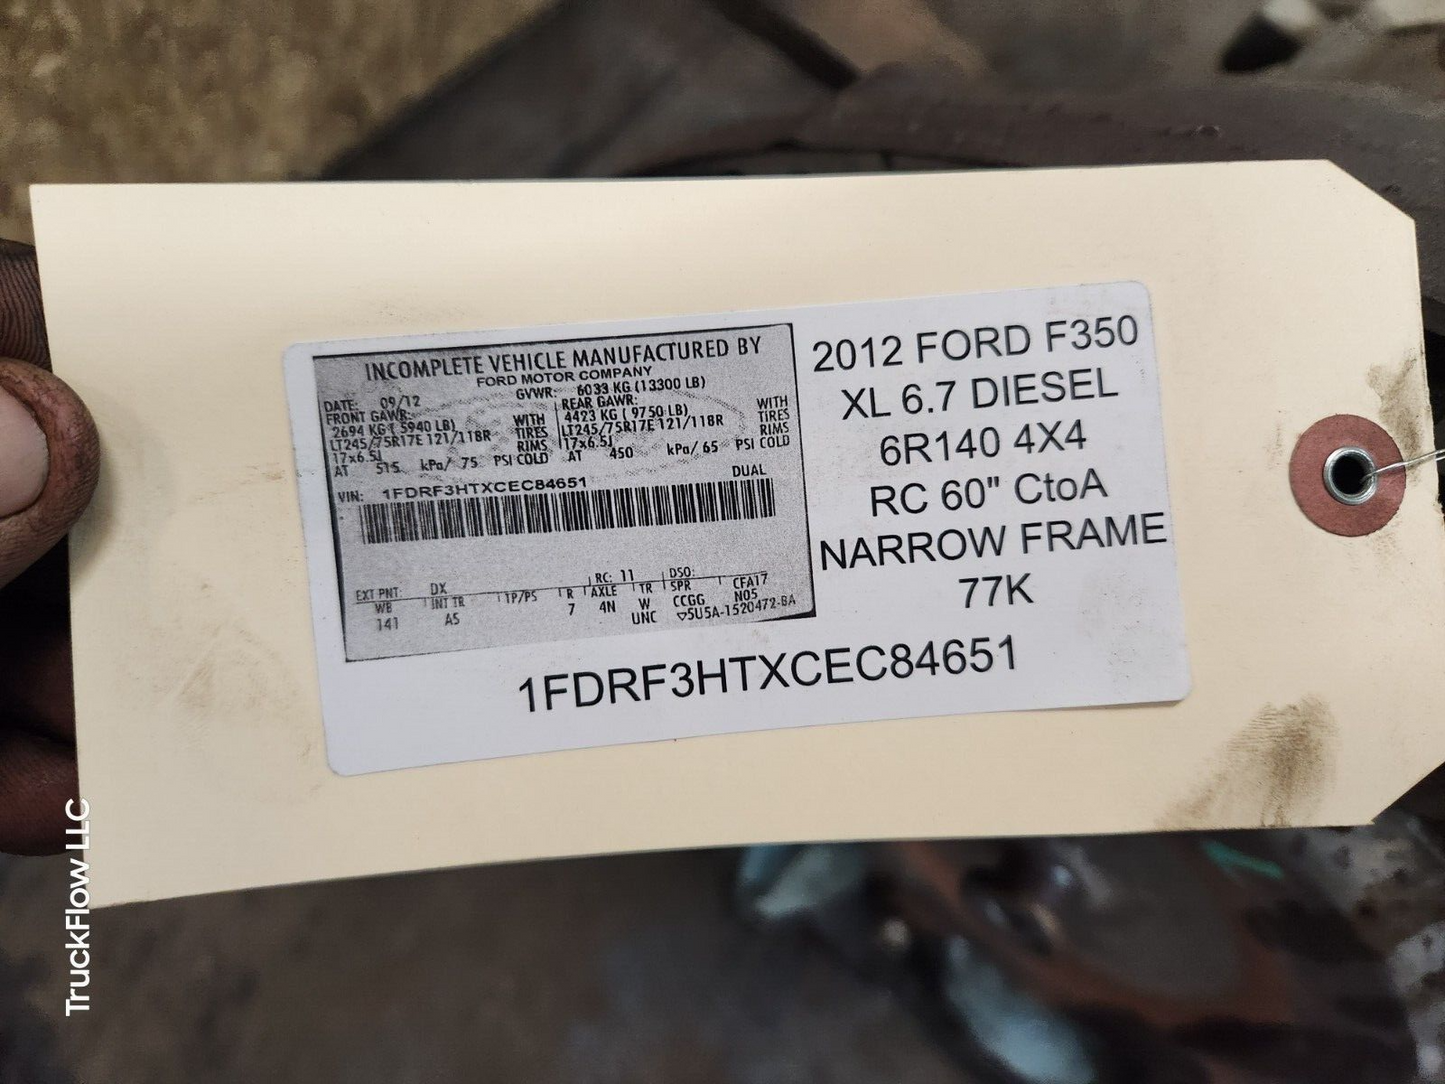 INCOMPLETE VEHICLE MANUFACTURED BY
FORD MOTOR COMPANY
DATE: 09/12 GVWR: 6033 KG (13300 LB)
FRONT GAWR: REAR GAWR:
2694 KG ( 5940 LB) WITH 4423 KG ( 9750 LB) WITH
LT245/75R17E 121/118R TIRES LT245/75R17E 121/118R TIRES
17x6.5J RIMS 17x6.5J RIMS
AT 515 kPa/ 75 PSI COLD AT 450 kPa/ 65 PSI COLD
DUAL
VIN: 1FDRF3HTXCEC84651
EXT PNT: DX RC: 11 DSO:
WB INT TR TP/PS R AXLE TR SPR CFA17
141 AS 7 4N W CCGG N05
UNC ▽5U5A-1520472-BA
2012 FORD F350
XL 6.7 DIESEL
6R140 4X4
RC 60" CtoA
NARROW FRAME
77K
1FDRF3HTXCEC84651
TruckFlow LLC